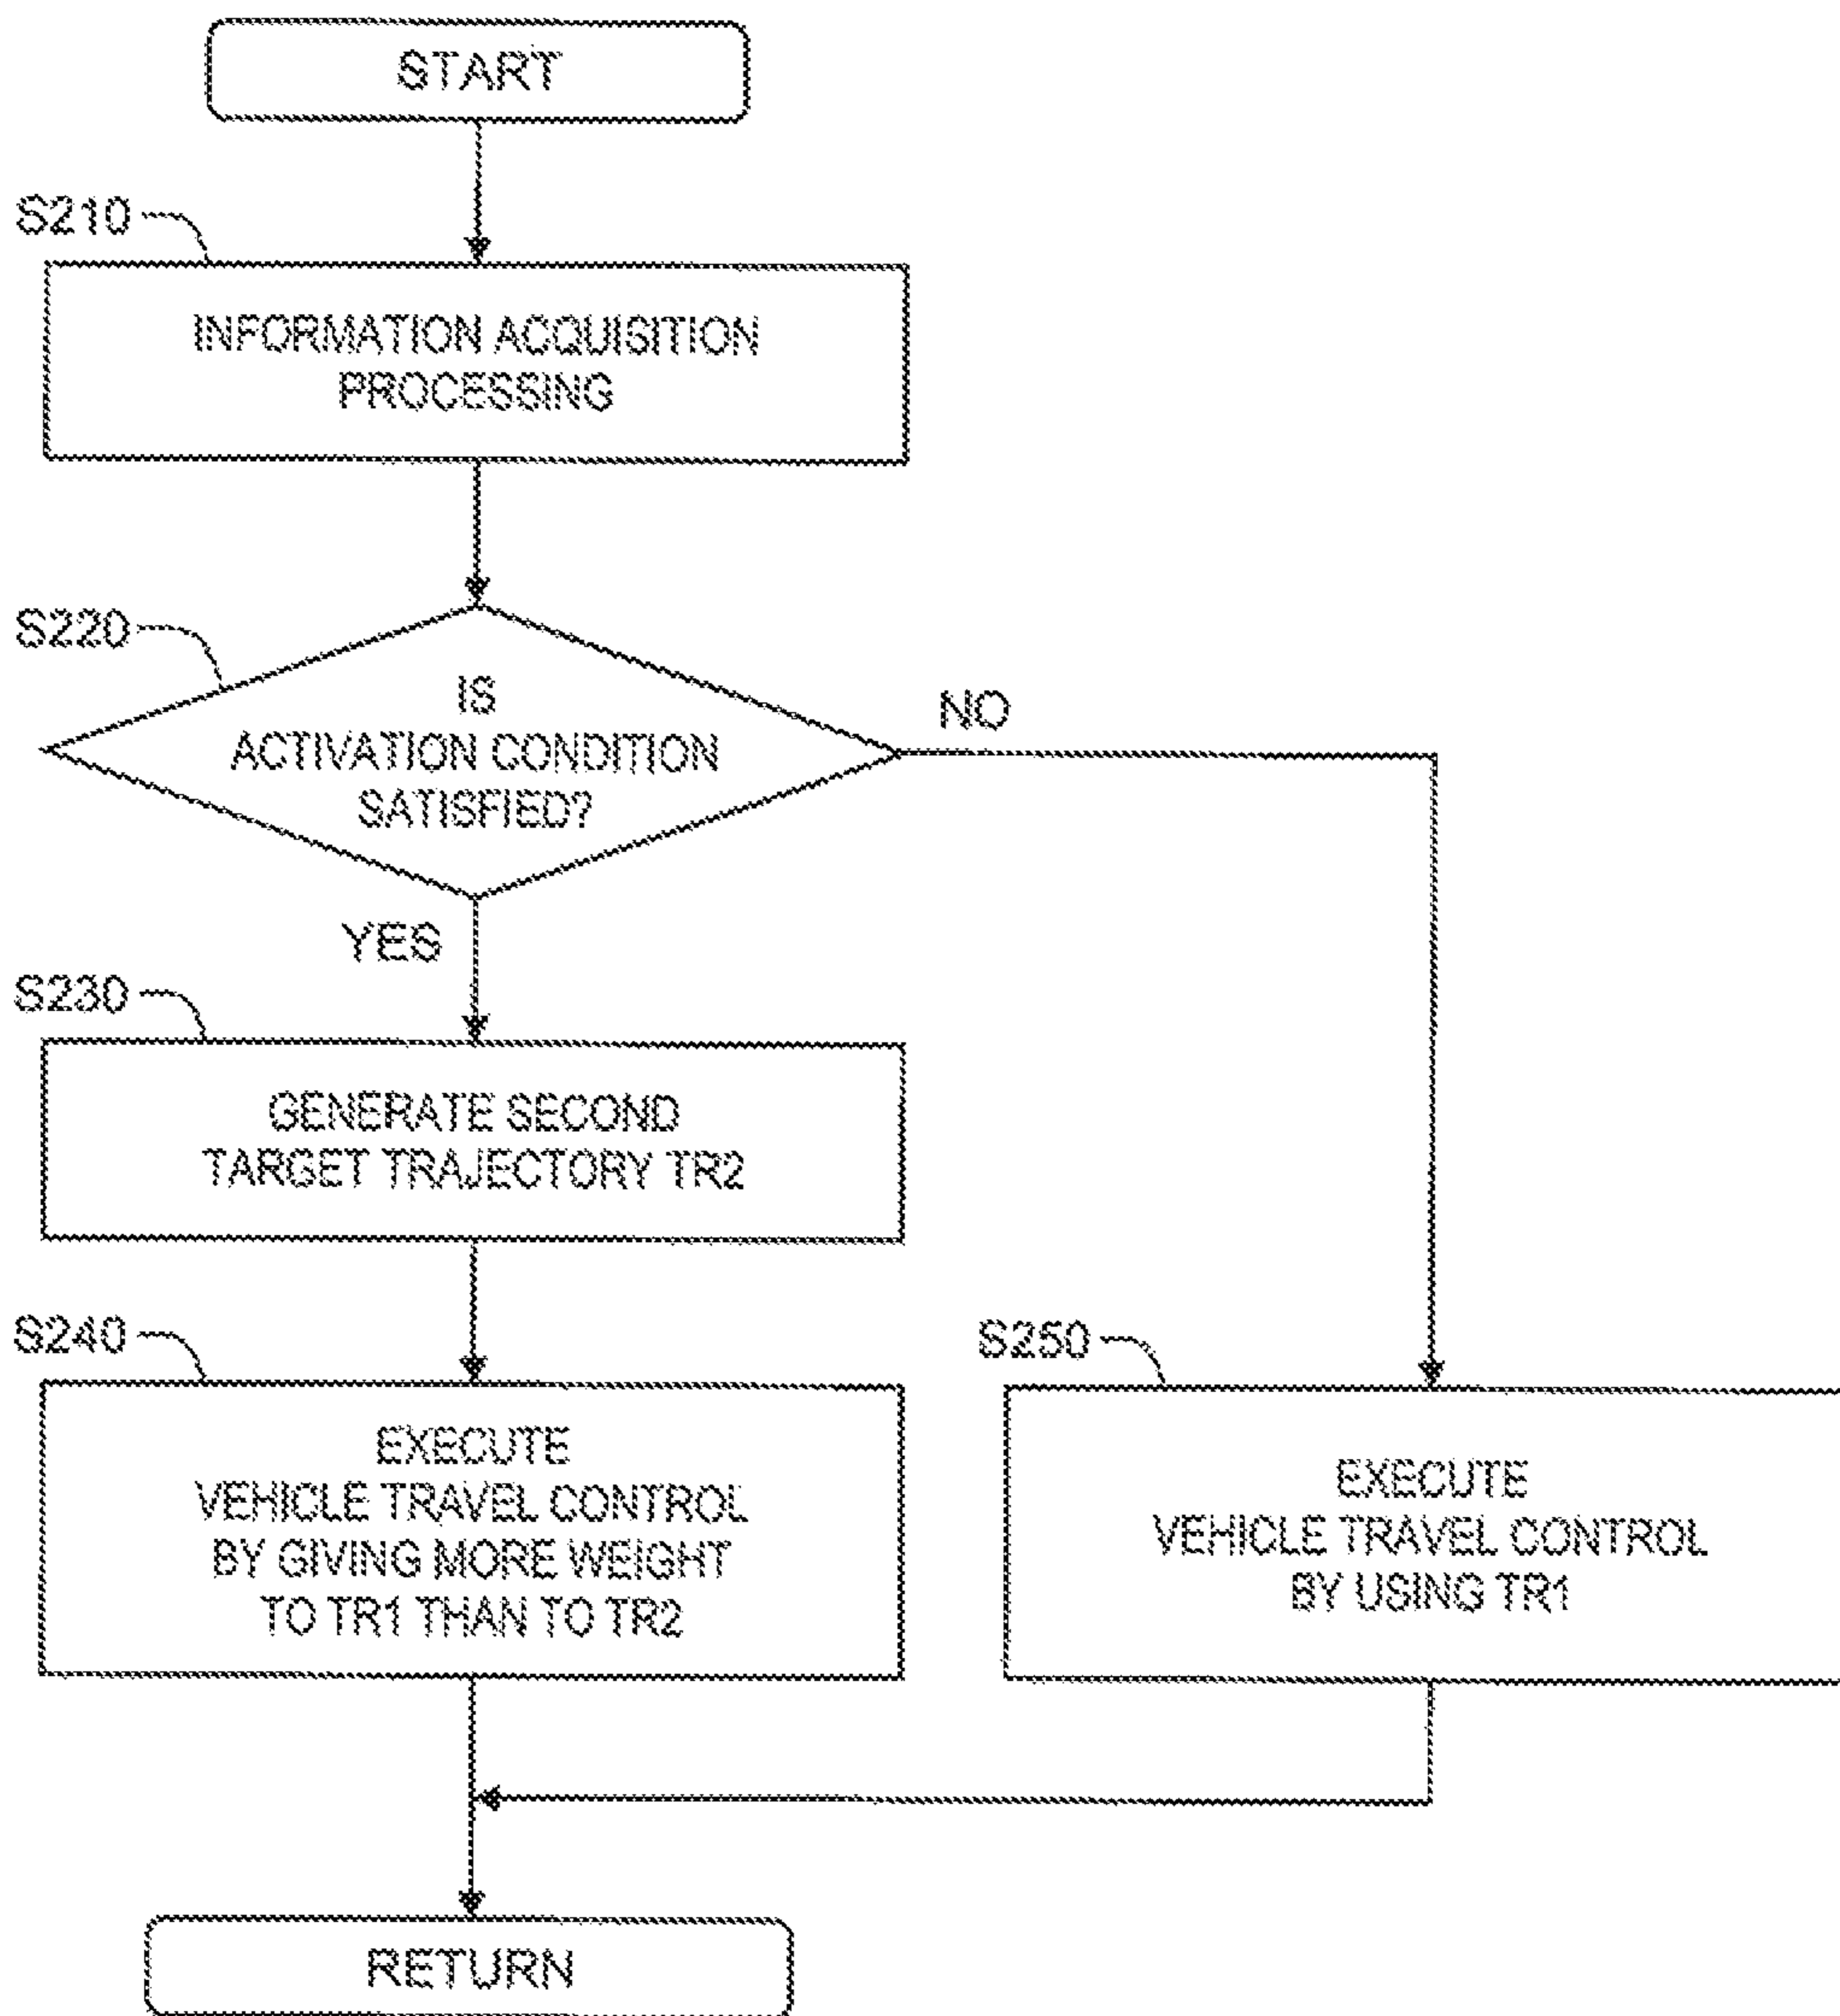 START
S210
INFORMATION ACQUISITION
PROCESSING
S220
IS
ACTIVATION CONDITION
SATISFIED?
NO
YES
S230
GENERATE SECOND
TARGET TRAJECTORY TR2
S240
EXECUTE
VEHICLE TRAVEL CONTROL
BY GIVING MORE WEIGHT
TO TR1 THAN TO TR2
S250
EXECUTE
VEHICLE TRAVEL CONTROL
BY USING TR1
RETURN